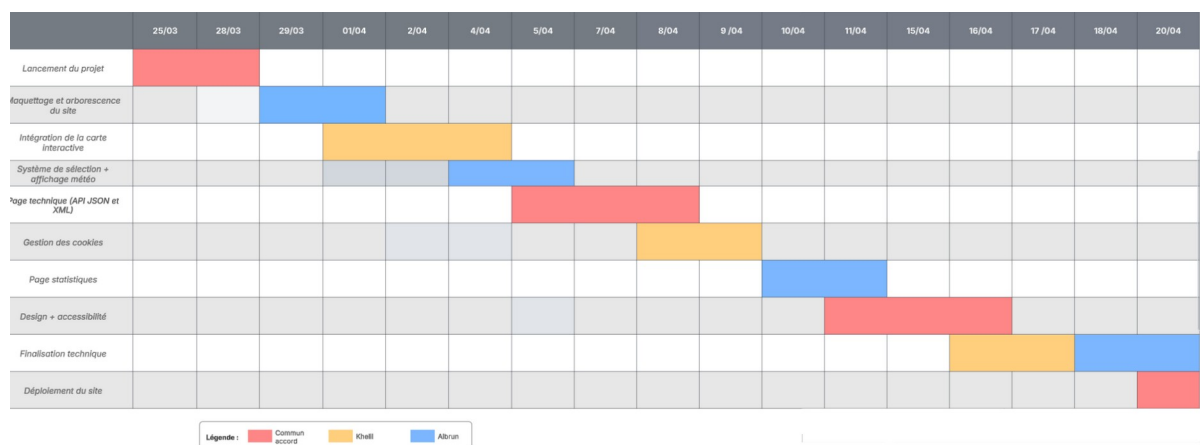 25/03 28/03 29/03 01/04 2/04 4/04 5/04 7/04 8/04 9 /04 10/04 11/04 15/04 16/04 17 /04 18/04 20/04
Lancement du projet
aquettage et arborescence
du site
Intégration de la carte
interactive
Système de sélection +
affichage météo
Page technique (API JSON et
XML)
Gestion des cookies
Page statistiques
Design + accessibilité
Finalisation technique
Déploiement du site
Légende :
Commun
accord
Khelil
Albrun